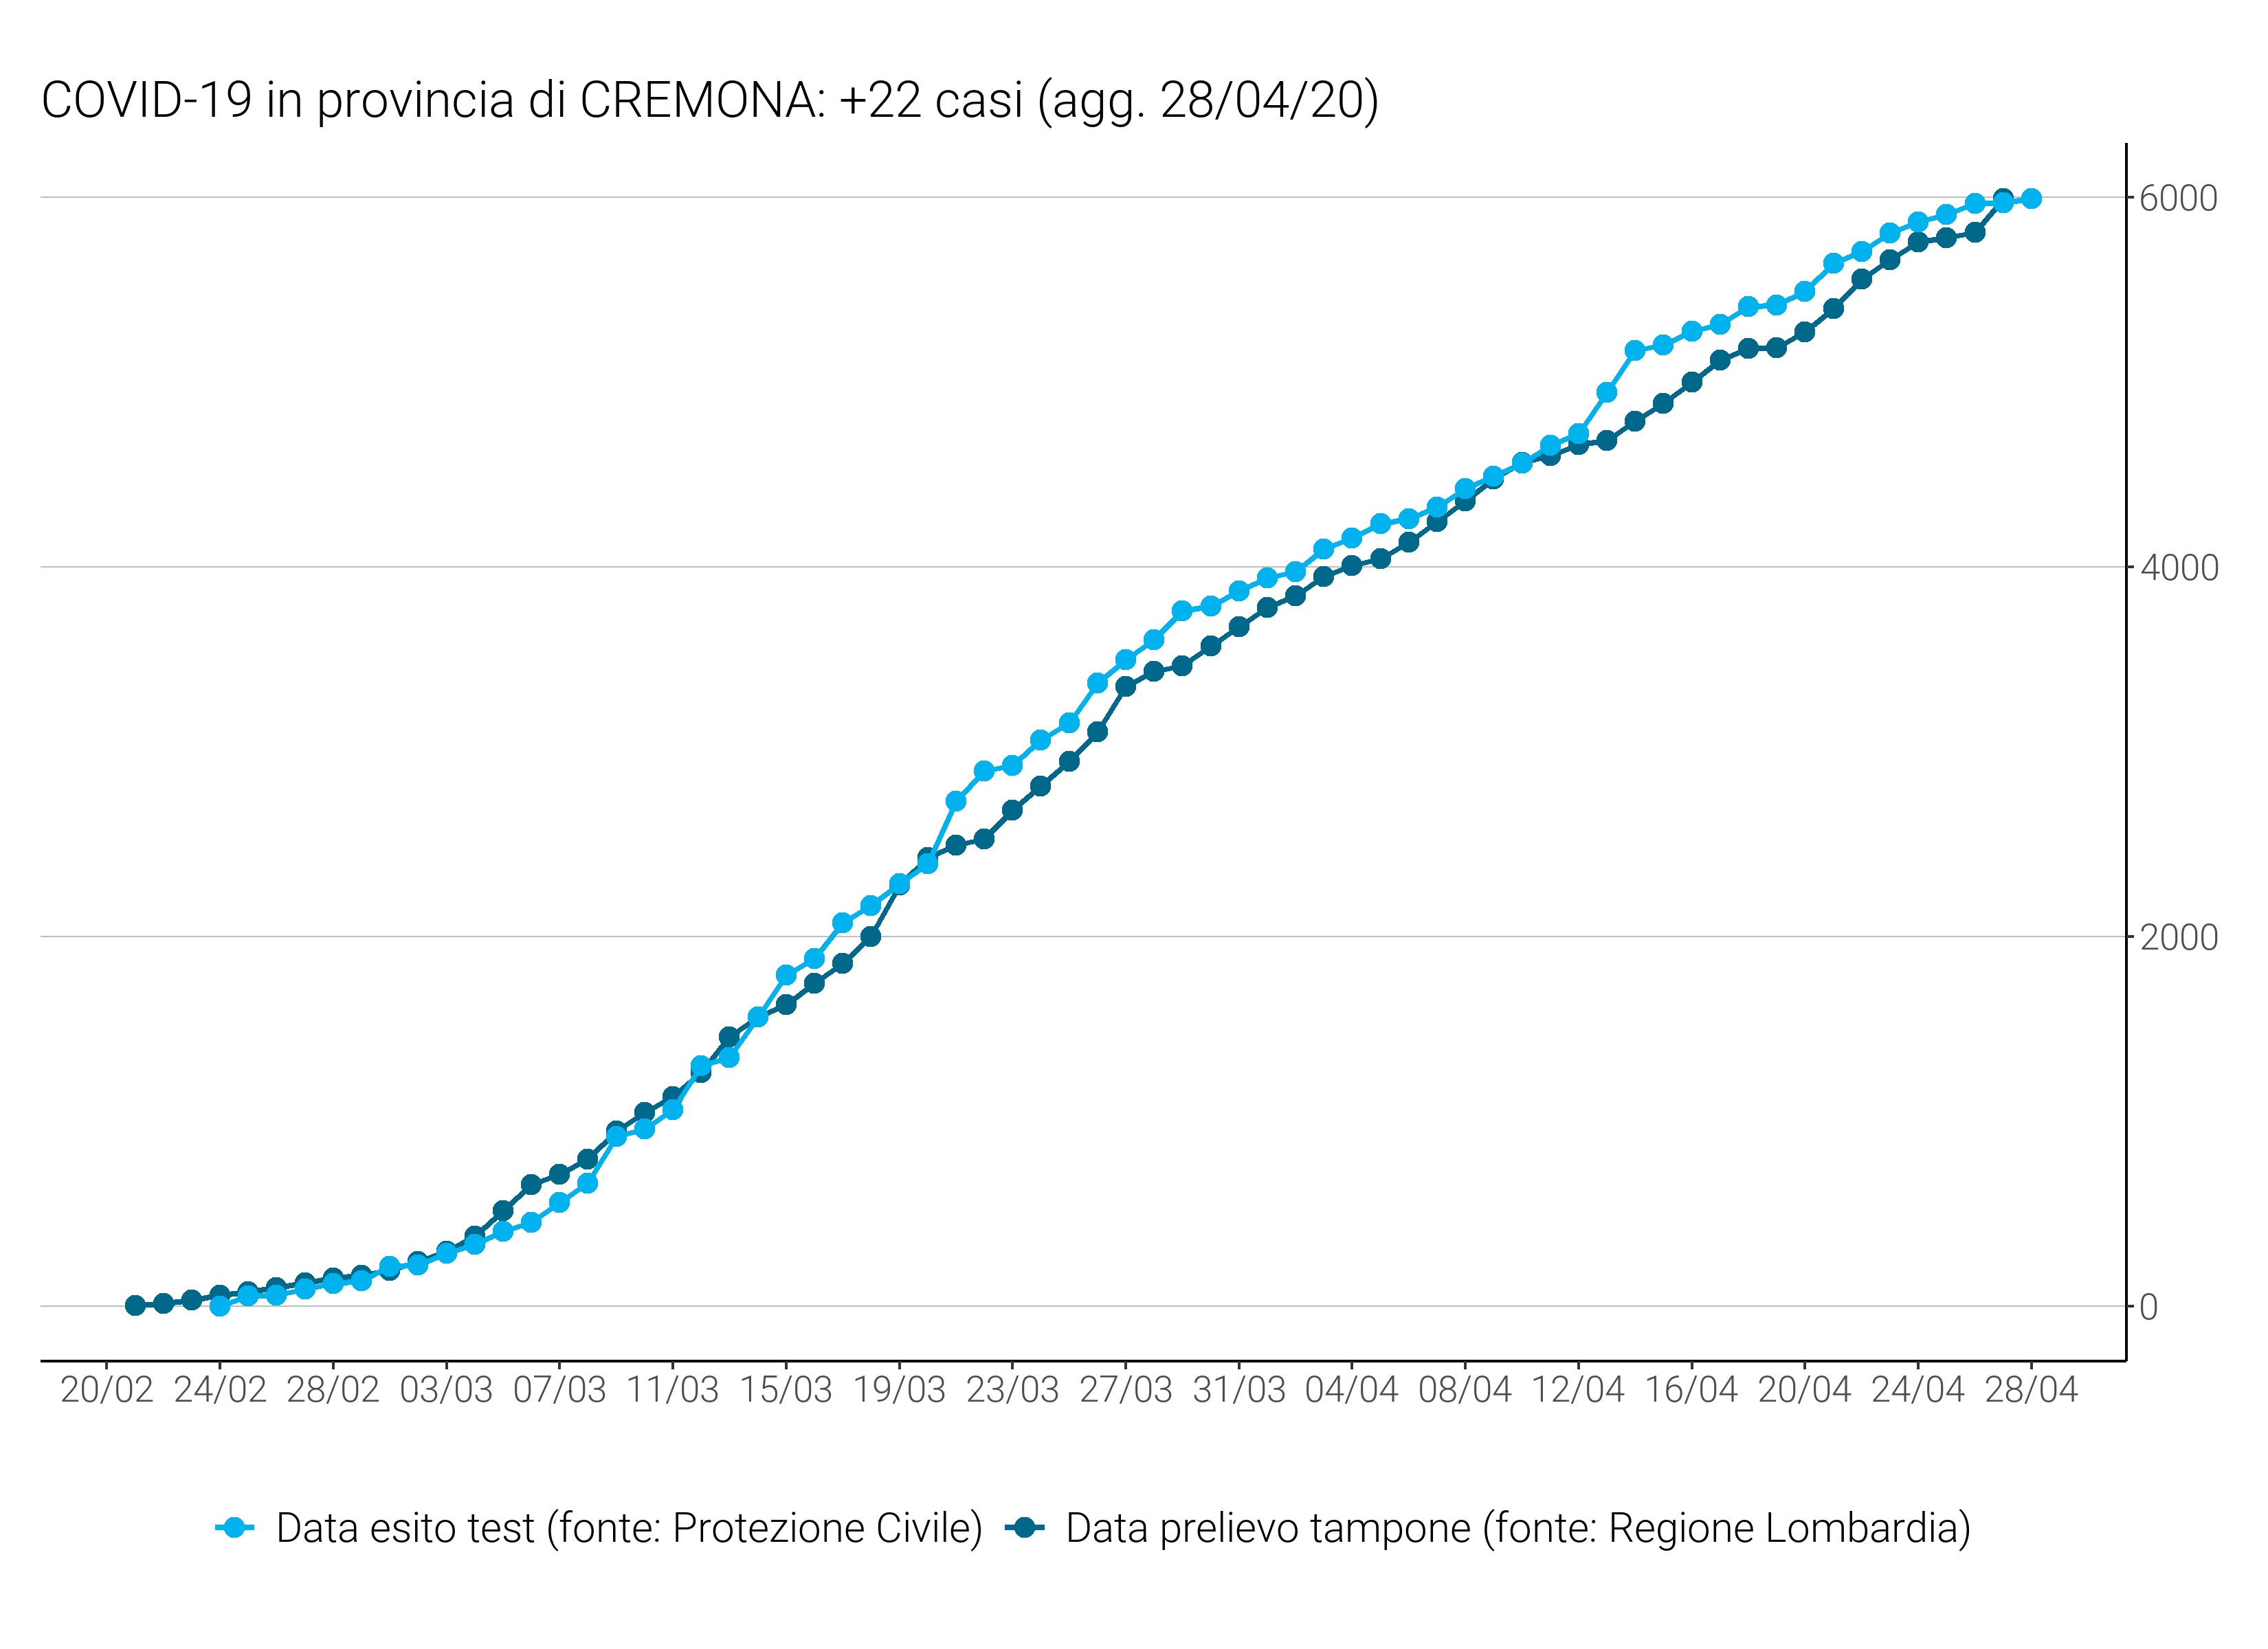 COVID-19 in provincia di CREMONA: +22 casi (agg. 28/04/20)
6000
4000
2000
0
20/02 24/02 28/02 03/03 07/03 11/03 15/03 19/03 23/03 27/03 31/03 04/04 08/04 12/04 16/04 20/04 24/04 28/04
Data esito test (fonte: Protezione Civile) Data prelievo tampone (fonte: Regione Lombardia)